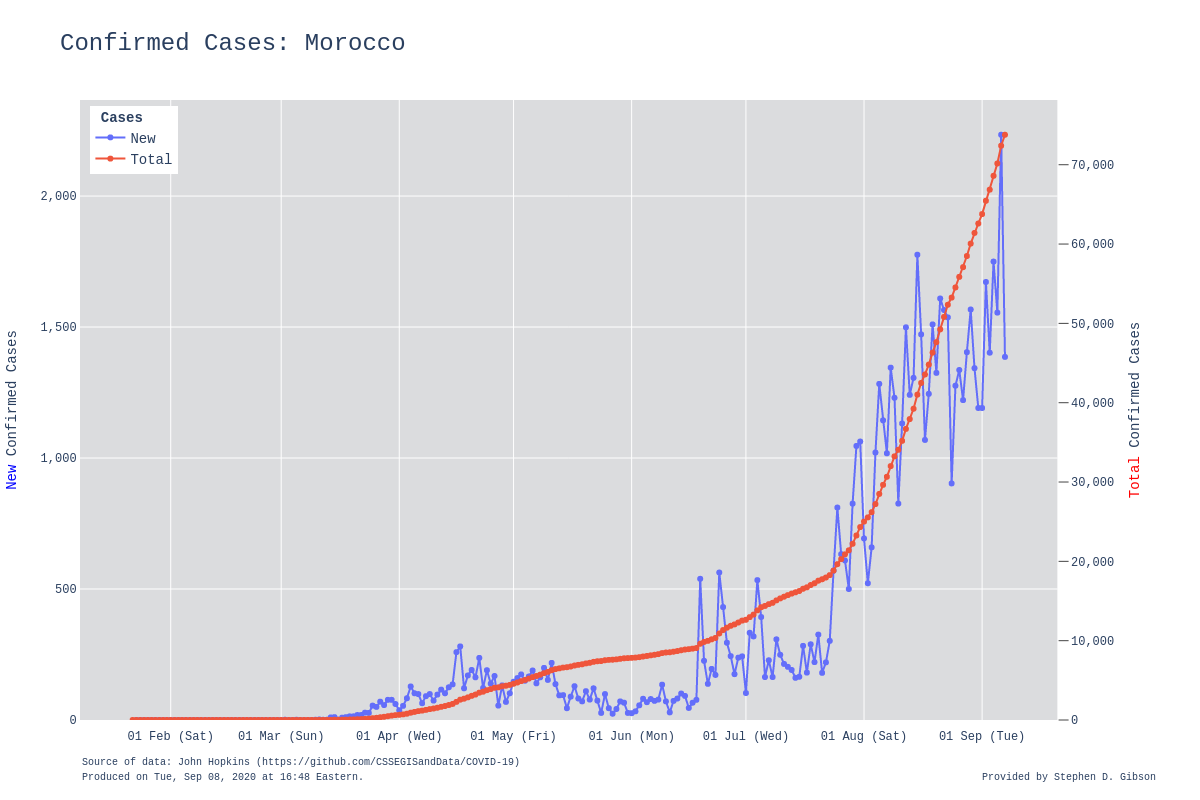 Confirmed Cases: Morocco
Cases
New
Total
2,000
1,500
1,000
500
0
70,000
60,000
50,000
40,000
30,000
20,000
10,000
0
New Confirmed Cases
Total Confirmed Cases
01 Feb (Sat) 01 Mar (Sun) 01 Apr (Wed) 01 May (Fri) 01 Jun (Mon) 01 Jul (Wed) 01 Aug (Sat) 01 Sep (Tue)
Source of data: John Hopkins (https://github.com/CSSEGISandData/COVID-19)
Produced on Tue, Sep 08, 2020 at 16:48 Eastern.
Provided by Stephen D. Gibson